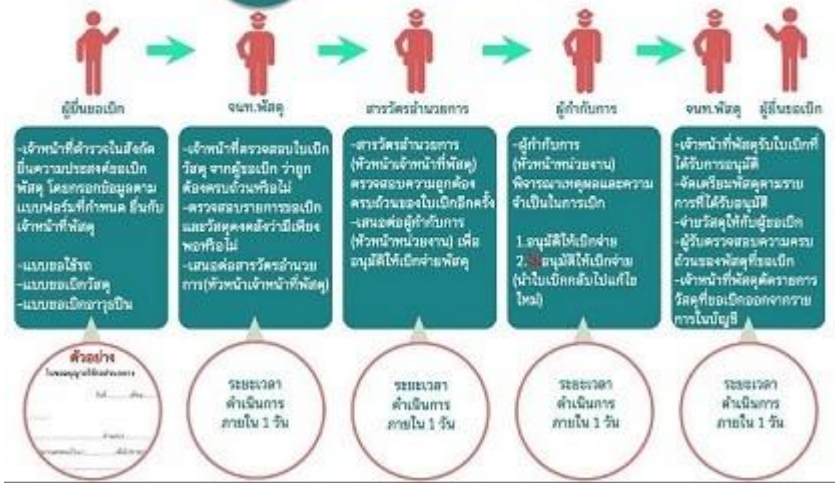 ผู้ยื่นขอเบิก
จนท.พัสดุ
สารวัตรอำนวยการ
ผู้กำกับการ
จนท.พัสดุ ผู้ยื่นขอเบิก
-เจ้าหน้าที่ตำรวจในสังกัด
ยื่นความประสงค์ขอเบิก
พัสดุ โดยกรอกข้อมูลตาม
แบบฟอร์มที่กำหนด ยื่นกับ
เจ้าหน้าที่พัสดุ
-แบบขอใช้รถ
-แบบขอเบิกวัสดุ
-แบบขอเบิกอาวุธปืน
-เจ้าหน้าที่ตรวจสอบใบเบิก
วัสดุ จากผู้ขอเบิก ว่าถูก
ต้องครบถ้วนหรือไม่
-ตรวจสอบรายการขอเบิก
และวัสดุคงคลังว่ามีเพียง
พอหรือไม่
-เสนอต่อสารวัตรอำนวย
การ(หัวหน้าเจ้าหน้าที่พัสดุ)
-สารวัตรอำนวยการ
(หัวหน้าเจ้าหน้าที่พัสดุ)
ตรวจสอบความถูกต้อง
ครบถ้วนของใบเบิกอีกครั้ง
-เสนอต่อผู้กำกับการ
(หัวหน้าหน่วยงาน) เพื่อ
อนุมัติให้เบิกจ่ายพัสดุ
-ผู้กำกับการ
(หัวหน้าหน่วยงาน)
พิจารณาเหตุผลและความ
จำเป็นในการเบิก
1.อนุมัติให้เบิกจ่าย
2.อนุมัติให้เบิกจ่าย
(นำใบเบิกกลับไปแก้ไข
ใหม่)
-เจ้าหน้าที่พัสดุรับใบเบิกที่
ได้รับการอนุมัติ
-จัดเตรียมพัสดุตามราย
การที่ได้รับอนุมัติ
-จ่ายวัสดุให้กับผู้ขอเบิก
-ผู้รับตรวจสอบความครบ
ถ้วนของพัสดุที่ขอเบิก
-เจ้าหน้าที่พัสดุตัดรายการ
วัสดุที่ขอเบิกออกจากราย
การในบัญชี
ตัวอย่าง
ระยะเวลา
ดำเนินการ
ภายใน 1 วัน
ระยะเวลา
ดำเนินการ
ภายใน 1 วัน
ระยะเวลา
ดำเนินการ
ภายใน 1 วัน
ระยะเวลา
ดำเนินการ
ภายใน 1 วัน